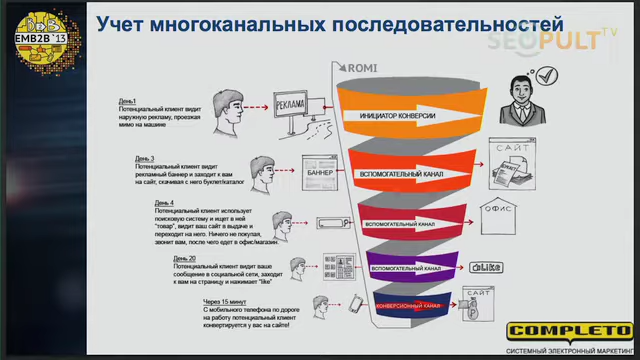 Учет многоканальных последовательностей
B2B
EMB2B '13
SEOPULT TV
ROMI
День1
Потенциальный клиент видит
наружную рекламу, проезжая
мимо на машине
РЕКЛАМА
ИНИЦИАТОР КОНВЕРСИИ
День 3
Потенциальный клиент видит
рекламный баннер и заходит к вам
на сайт, скачивая с него буклет/каталог
БАННЕР
ВСПОМОГАТЕЛЬНЫЙ КАНАЛ
САЙТ
День 4
Потенциальный клиент использует
поисковую систему и ищет в ней
"товар", видит ваш сайт в выдаче и
переходит на него. Ничего не покупая,
звонит вам, после чего едет в офис/магазин.
ВСПОМОГАТЕЛЬНЫЙ КАНАЛ
ОФИС
День 20
Потенциальный клиент видит ваше
сообщение в социальной сети, заходит
к вам на страницу и нажимает "like"
ВСПОМОГАТЕЛЬНЫЙ КАНАЛ
like
Через 15 минут
С мобильного телефона по дороге
на работу потенциальный клиент
конвертируется у вас на сайте!
КОНВЕРСИОННЫЙ КАНАЛ
САЙТ
COMPLETO
СИСТЕМНЫЙ ЭЛЕКТРОННЫЙ МАРКЕТИНГ